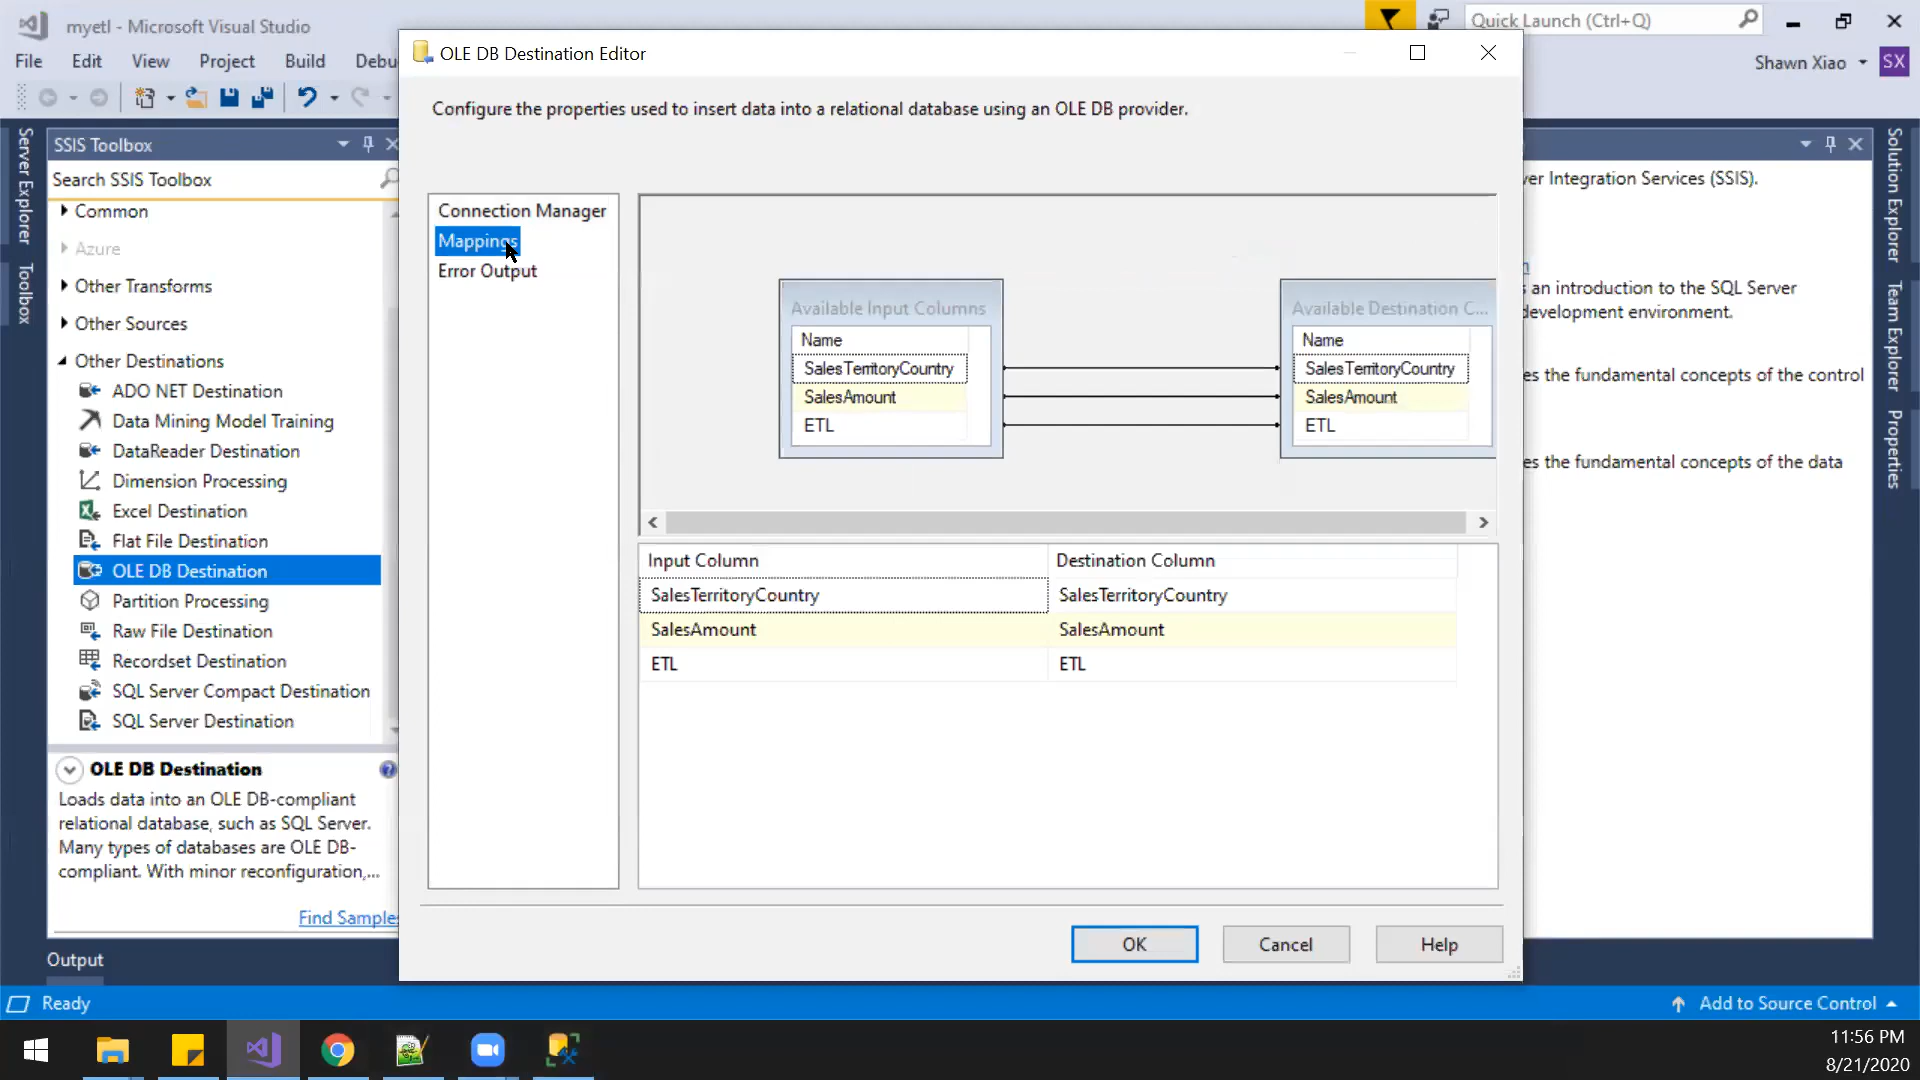 myetl - Microsoft Visual Studio
Quick Launch (Ctrl+Q)
File Edit View Project Build Debu
Shawn Xiao SX
OLE DB Destination Editor
Configure the properties used to insert data into a relational database using an OLE DB provider.
Server Explorer
Toolbox
SSIS Toolbox
Search SSIS Toolbox
Common
Azure
Other Transforms
Other Sources
Other Destinations
ADO NET Destination
Data Mining Model Training
DataReader Destination
Dimension Processing
Excel Destination
Flat File Destination
OLE DB Destination
Partition Processing
Raw File Destination
Recordset Destination
SQL Server Compact Destination
SQL Server Destination
OLE DB Destination
Loads data into an OLE DB-compliant
relational database, such as SQL Server.
Many types of databases are OLE DB-
compliant. With minor reconfiguration,...
Find Samples
Connection Manager
Mappings
Error Output
Available Input Columns
Name
SalesTerritoryCountry
SalesAmount
ETL
Available Destination C...
Name
SalesTerritoryCountry
SalesAmount
ETL
Input Column Destination Column
SalesTerritoryCountry SalesTerritoryCountry
SalesAmount SalesAmount
ETL ETL
OK Cancel Help
ver Integration Services (SSIS).
n
an introduction to the SQL Server
development environment.
es the fundamental concepts of the control
es the fundamental concepts of the data
Solution Explorer
Team Explorer
Properties
Output
Ready
Add to Source Control
11:56 PM
8/21/2020